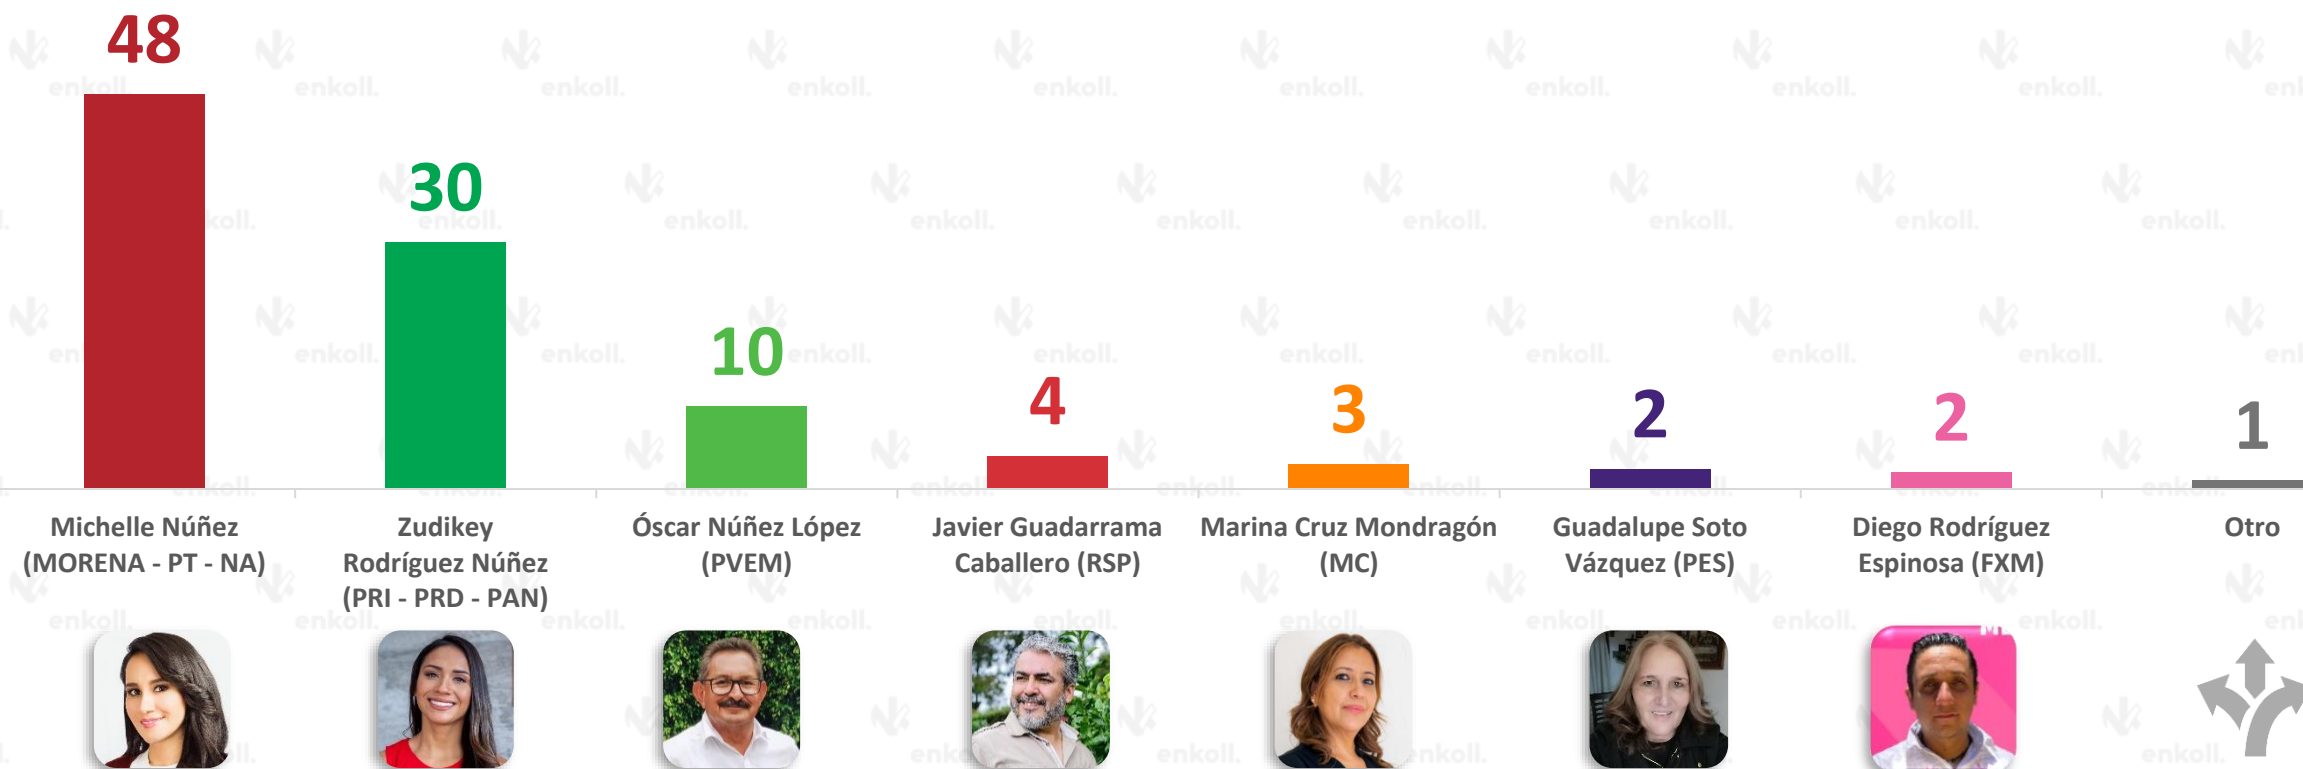 48
30
10
4
3
2
2
1
Michelle Núñez
(MORENA - PT - NA)
Zudikey
Rodríguez Núñez
(PRI - PRD - PAN)
Óscar Núñez López
(PVEM)
Javier Guadarrama
Caballero (RSP)
Marina Cruz Mondragón
(MC)
Guadalupe Soto
Vázquez (PES)
Diego Rodríguez
Espinosa (FXM)
Otro
enkoll.